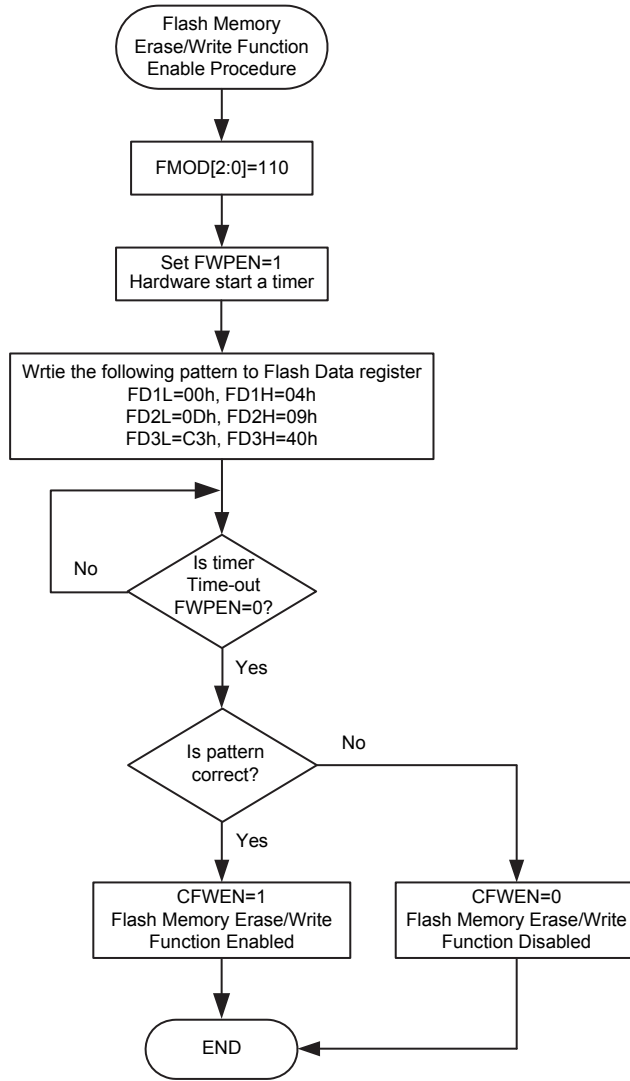 Flash Memory
Erase/Write Function
Enable Procedure
FMOD[2:0]=110
Set FWPEN=1
Hardware start a timer
Wrtie the following pattern to Flash Data register
FD1L=00h, FD1H=04h
FD2L=0Dh, FD2H=09h
FD3L=C3h, FD3H=40h
No
Is timer
Time-out
FWPEN=0?
Yes
Is pattern
correct?
No
Yes
CFWEN=1
Flash Memory Erase/Write
Function Enabled
CFWEN=0
Flash Memory Erase/Write
Function Disabled
END